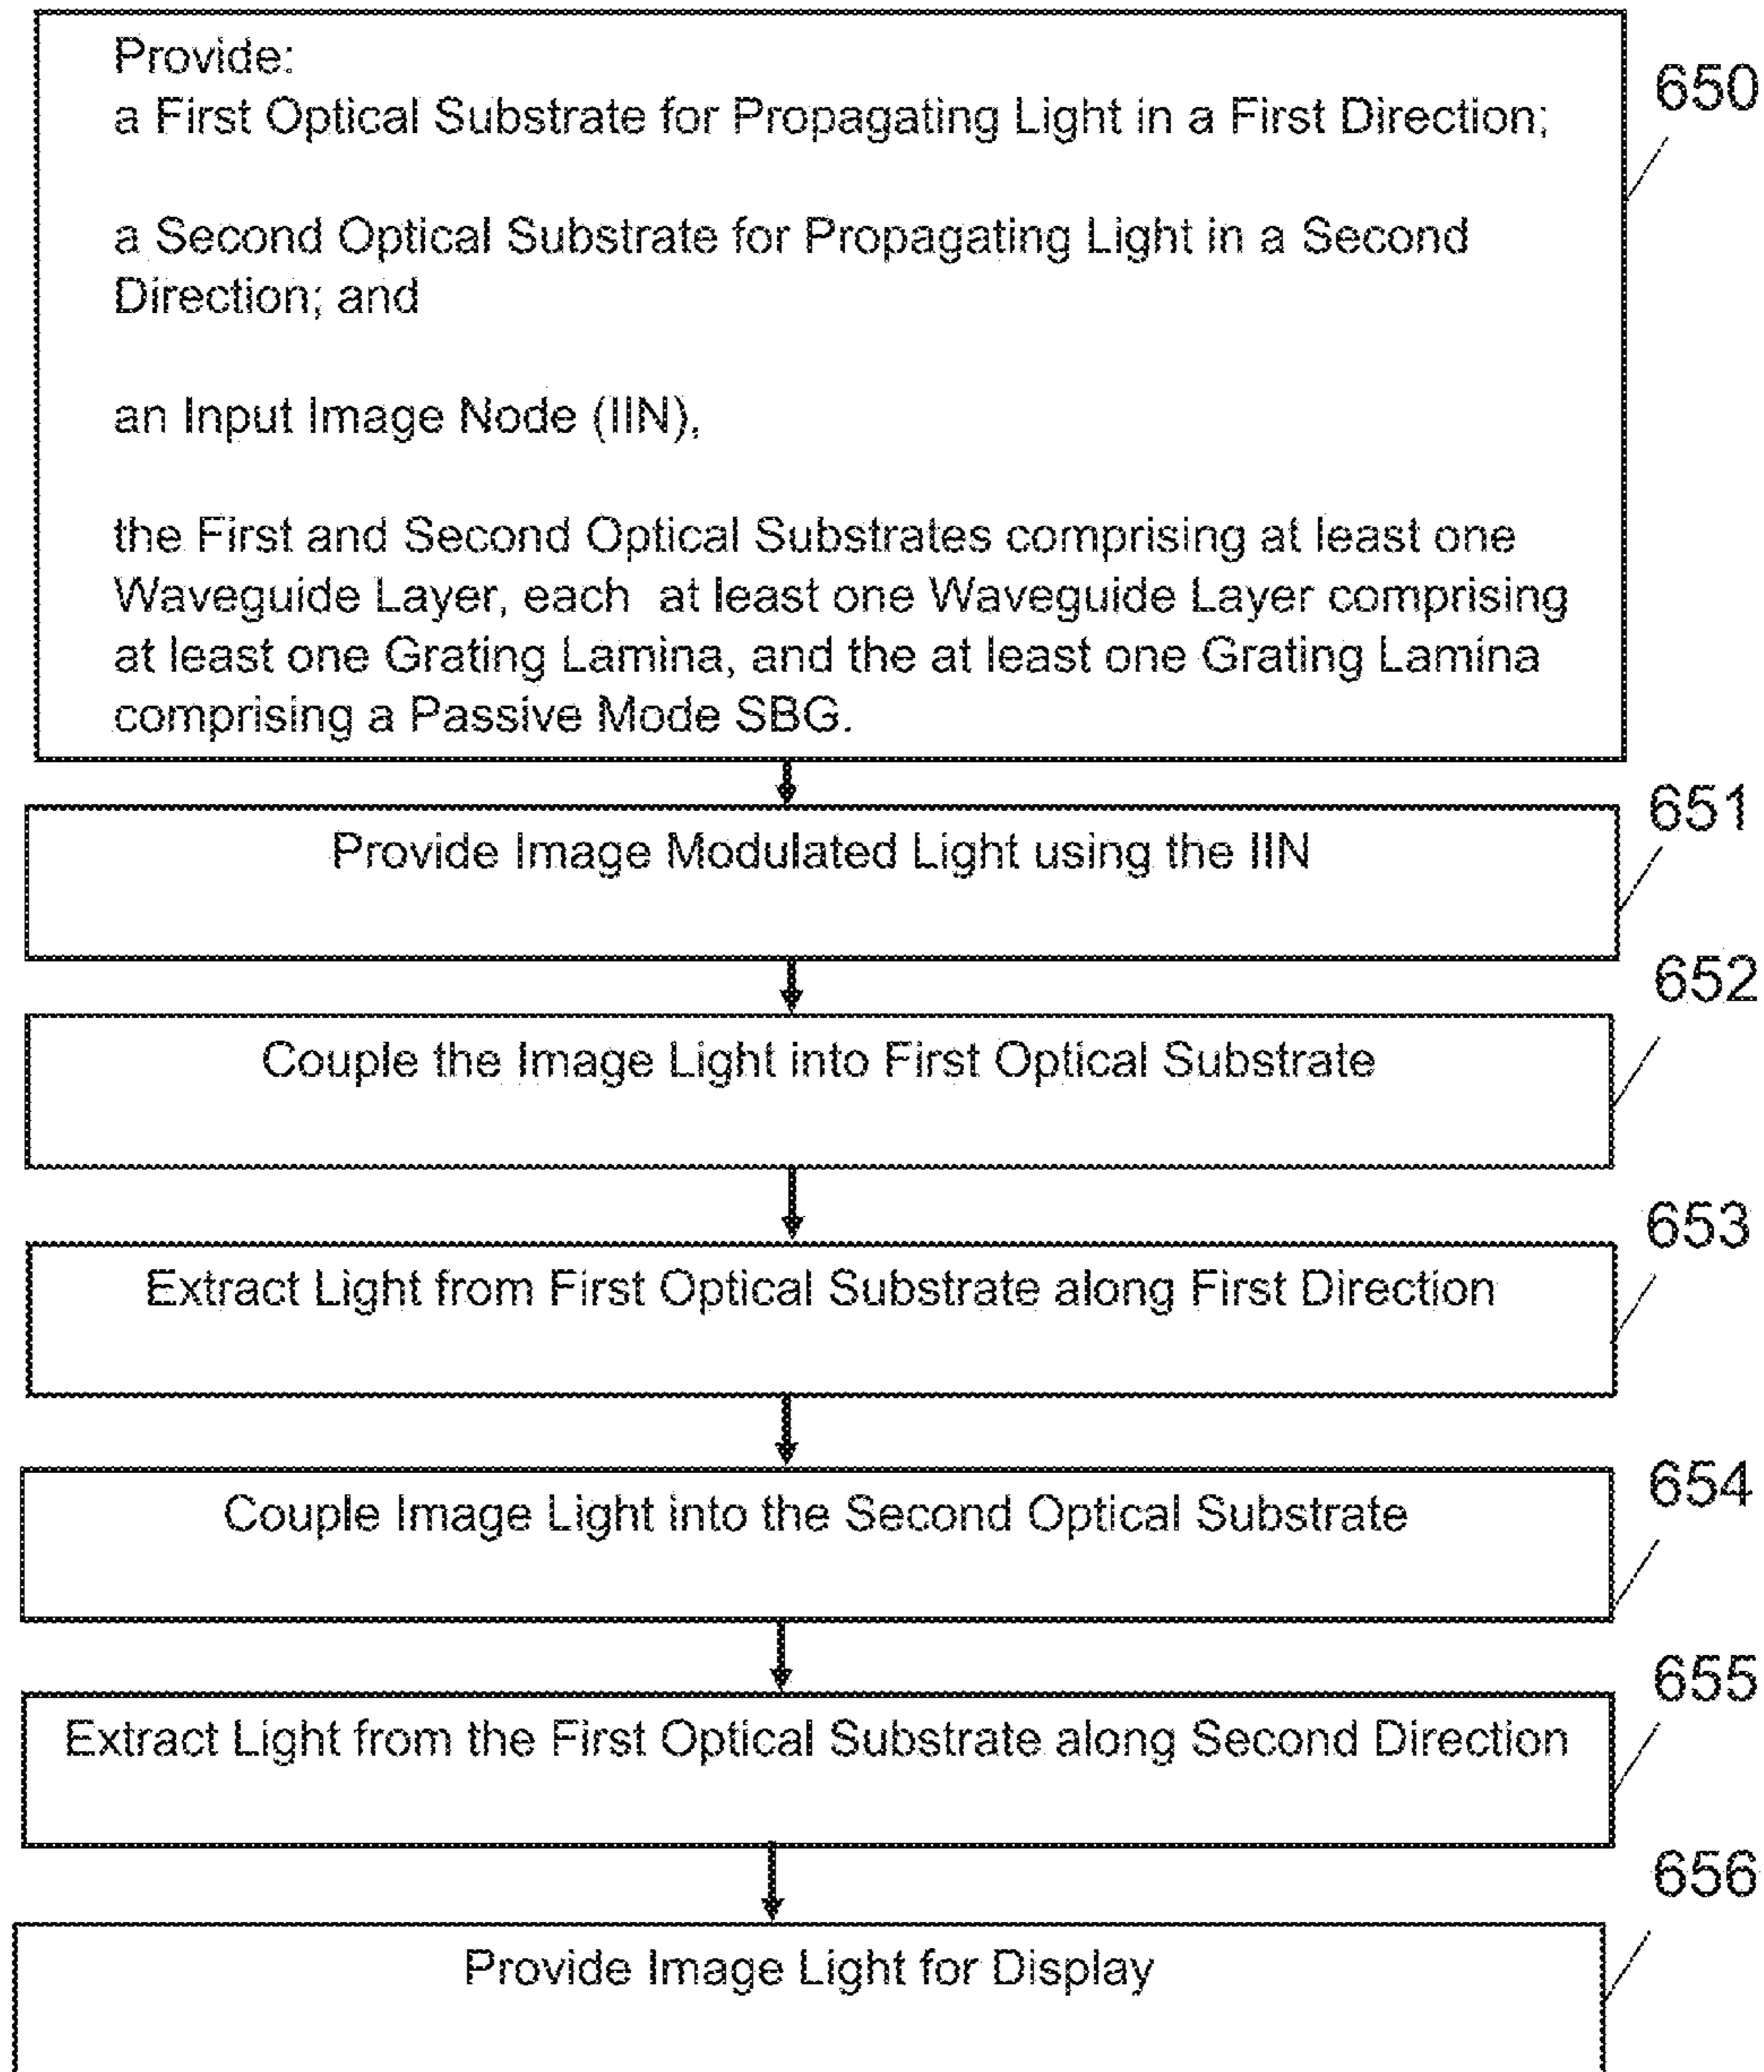 Provide:
a First Optical Substrate for Propagating Light in a First Direction;
650
a Second Optical Substrate for Propagating Light in a Second
Direction; and
an Input Image Node (IIN),
the First and Second Optical Substrates comprising at least one
Waveguide Layer, each at least one Waveguide Layer comprising
at least one Grating Lamina, and the at least one Grating Lamina
comprising a Passive Mode SBG.
651
Provide Image Modulated Light using the IIN
652
Couple the Image Light into First Optical Substrate
653
Extract Light from First Optical Substrate along First Direction
654
Couple Image Light into the Second Optical Substrate
655
Extract Light from the First Optical Substrate along Second Direction
656
Provide Image Light for Display